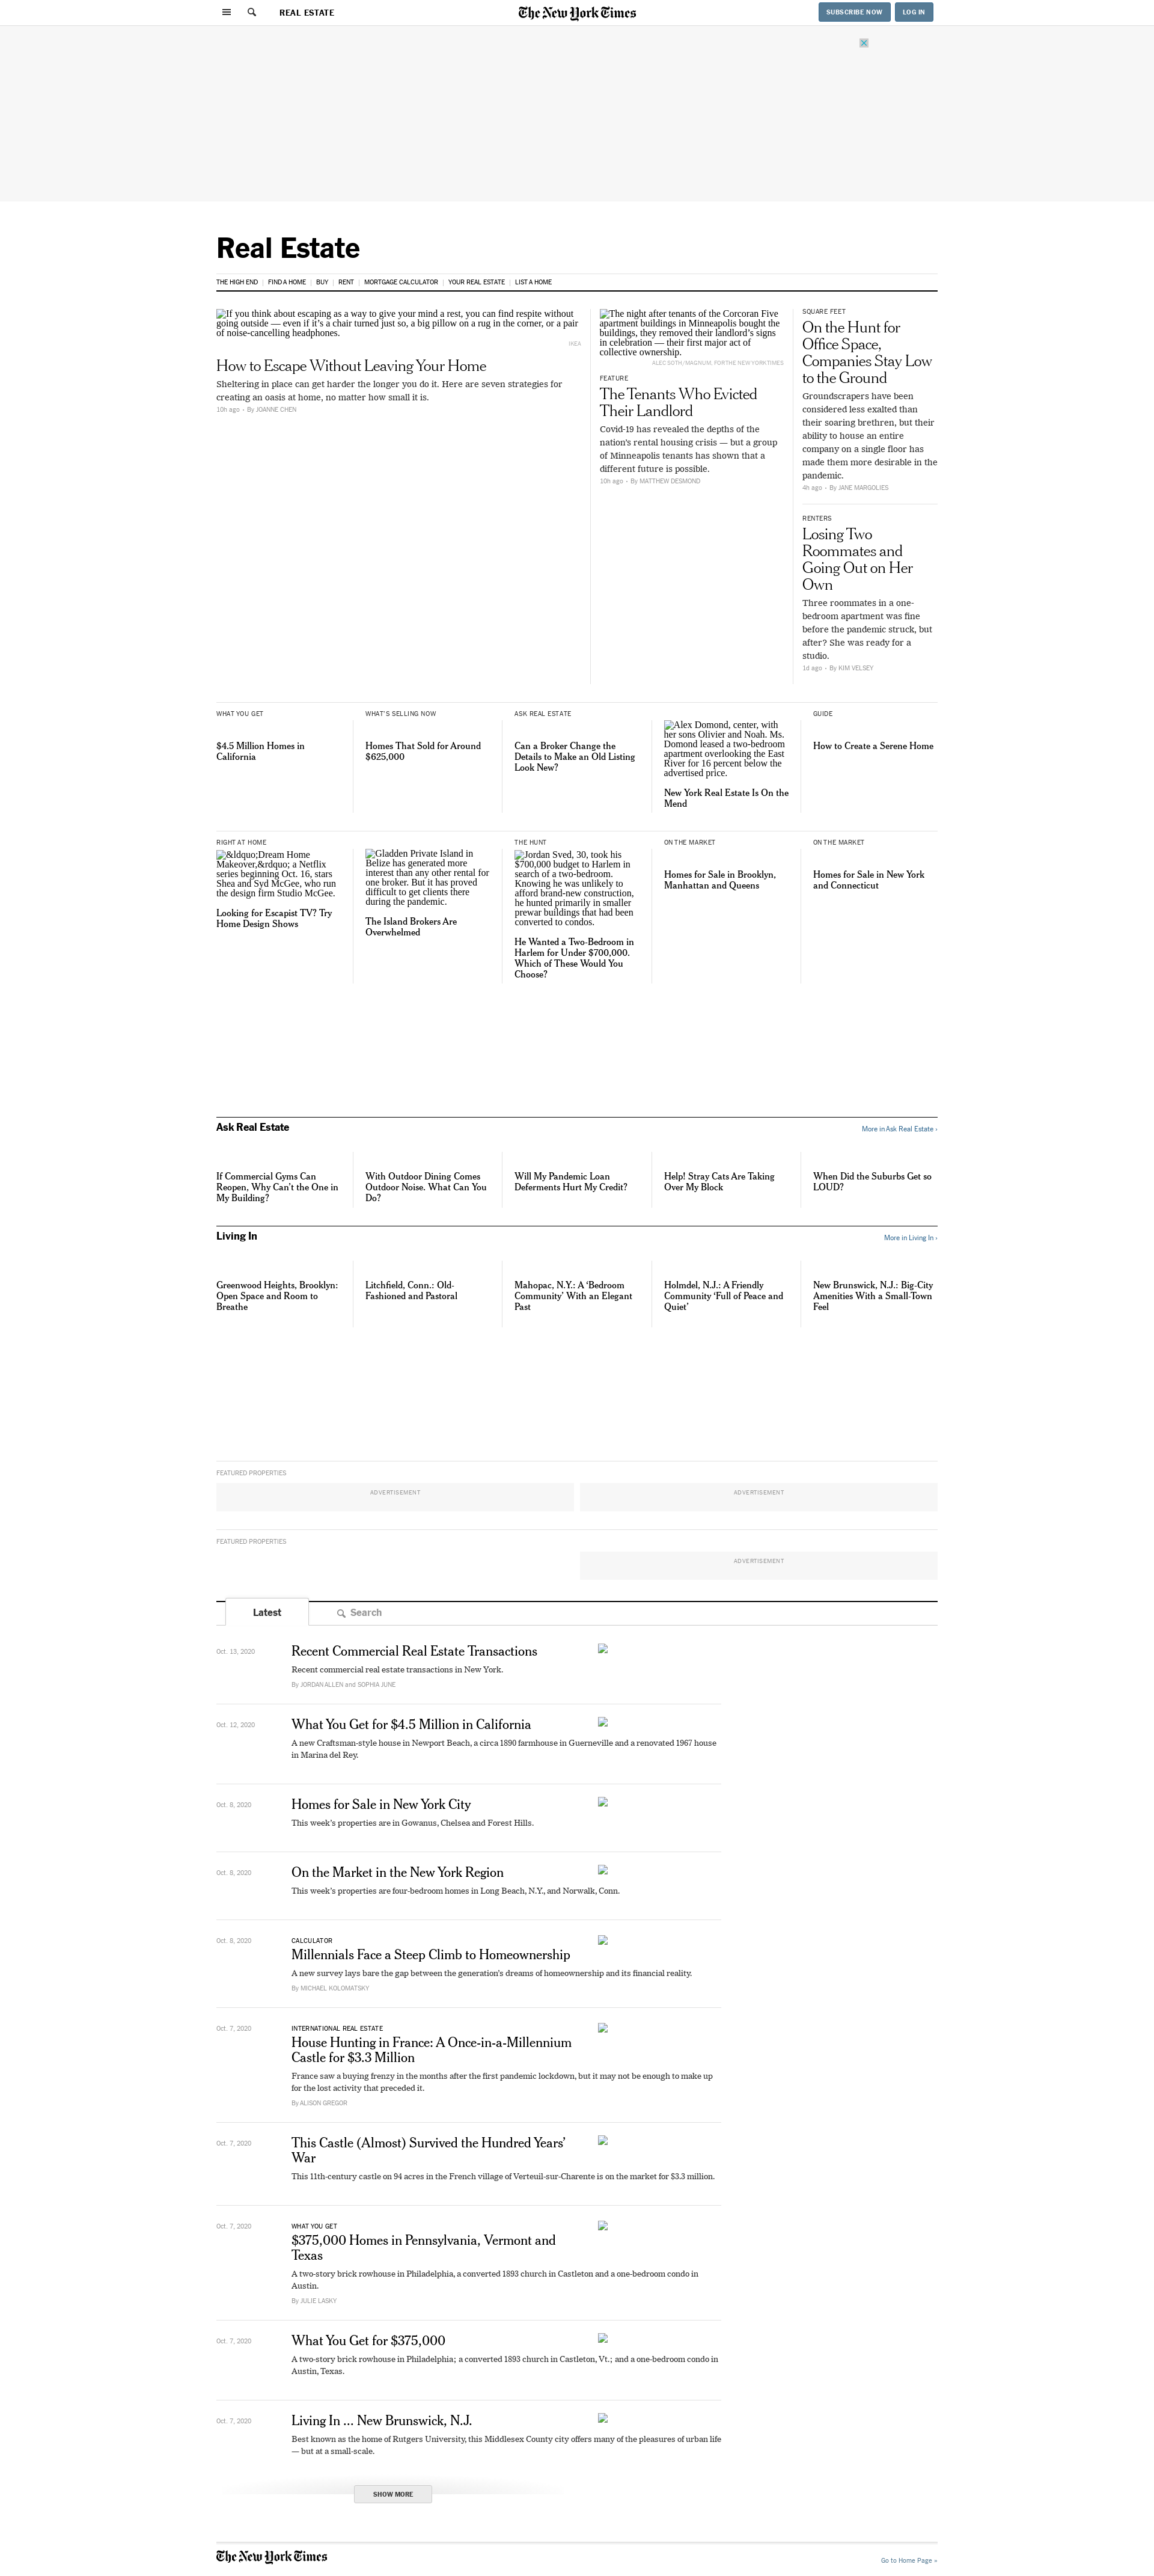 REAL ESTATE
The New York Times
SUBSCRIBE NOW
LOG IN
Real Estate
THE HIGH END | FIND A HOME | BUY | RENT | MORTGAGE CALCULATOR | YOUR REAL ESTATE | LIST A HOME
If you think about escaping as a way to give your mind a rest, you can find respite without
going outside — even if it’s a chair turned just so, a big pillow on a rug in the corner, or a pair
of noise-cancelling headphones.
IKEA
How to Escape Without Leaving Your Home
Sheltering in place can get harder the longer you do it. Here are seven strategies for
creating an oasis at home, no matter how small it is.
10h ago • By JOANNE CHEN
The night after tenants of the Corcoran Five
apartment buildings in Minneapolis bought the
buildings, they removed their landlord’s signs
in celebration — their first major act of
collective ownership.
ALEC SOTH/MAGNUM, FOR THE NEW YORK TIMES
FEATURE
The Tenants Who Evicted
Their Landlord
Covid-19 has revealed the depths of the
nation’s rental housing crisis — but a group
of Minneapolis tenants has shown that a
different future is possible.
10h ago • By MATTHEW DESMOND
SQUARE FEET
On the Hunt for
Office Space,
Companies Stay Low
to the Ground
Groundscrapers have been
considered less exalted than
their soaring brethren, but their
ability to house an entire
company on a single floor has
made them more desirable in the
pandemic.
4h ago • By JANE MARGOLIES
RENTERS
Losing Two
Roommates and
Going Out on Her
Own
Three roommates in a one-
bedroom apartment was fine
before the pandemic struck, but
after? She was ready for a
studio.
1d ago • By KIM VELSEY
WHAT YOU GET
$4.5 Million Homes in
California
WHAT’S SELLING NOW
Homes That Sold for Around
$625,000
ASK REAL ESTATE
Can a Broker Change the
Details to Make an Old Listing
Look New?
Alex Domond, center, with
her sons Olivier and Noah. Ms.
Domond leased a two-bedroom
apartment overlooking the East
River for 16 percent below the
advertised price.
New York Real Estate Is On the
Mend
GUIDE
How to Create a Serene Home
RIGHT AT HOME
&ldquo;Dream Home
Makeover,&rdquo; a Netflix
series beginning Oct. 16, stars
Shea and Syd McGee, who run
the design firm Studio McGee.
Looking for Escapist TV? Try
Home Design Shows
Gladden Private Island in
Belize has generated more
interest than any other rental for
one broker. But it has proved
difficult to get clients there
during the pandemic.
The Island Brokers Are
Overwhelmed
THE HUNT
Jordan Sved, 30, took his
$700,000 budget to Harlem in
search of a two-bedroom.
Knowing he was unlikely to
afford brand-new construction,
he hunted primarily in smaller
prewar buildings that had been
converted to condos.
He Wanted a Two-Bedroom in
Harlem for Under $700,000.
Which of These Would You
Choose?
ON THE MARKET
Homes for Sale in Brooklyn,
Manhattan and Queens
ON THE MARKET
Homes for Sale in New York
and Connecticut
Ask Real Estate
More in Ask Real Estate ›
If Commercial Gyms Can
Reopen, Why Can’t the One in
My Building?
With Outdoor Dining Comes
Outdoor Noise. What Can You
Do?
Will My Pandemic Loan
Deferments Hurt My Credit?
Help! Stray Cats Are Taking
Over My Block
When Did the Suburbs Get so
LOUD?
Living In
More in Living In ›
Greenwood Heights, Brooklyn:
Open Space and Room to
Breathe
Litchfield, Conn.: Old-
Fashioned and Pastoral
Mahopac, N.Y.: A ‘Bedroom
Community’ With an Elegant
Past
Holmdel, N.J.: A Friendly
Community ‘Full of Peace and
Quiet’
New Brunswick, N.J.: Big-City
Amenities With a Small-Town
Feel
FEATURED PROPERTIES
ADVERTISEMENT
ADVERTISEMENT
FEATURED PROPERTIES
ADVERTISEMENT
Latest
Search
Oct. 13, 2020
Recent Commercial Real Estate Transactions
Recent commercial real estate transactions in New York.
By JORDAN ALLEN and SOPHIA JUNE
Oct. 12, 2020
What You Get for $4.5 Million in California
A new Craftsman-style house in Newport Beach, a circa 1890 farmhouse in Guerneville and a renovated 1967 house
in Marina del Rey.
Oct. 8, 2020
Homes for Sale in New York City
This week’s properties are in Gowanus, Chelsea and Forest Hills.
Oct. 8, 2020
On the Market in the New York Region
This week’s properties are four-bedroom homes in Long Beach, N.Y., and Norwalk, Conn.
Oct. 8, 2020
CALCULATOR
Millennials Face a Steep Climb to Homeownership
A new survey lays bare the gap between the generation’s dreams of homeownership and its financial reality.
By MICHAEL KOLOMATSKY
Oct. 7, 2020
INTERNATIONAL REAL ESTATE
House Hunting in France: A Once-in-a-Millennium
Castle for $3.3 Million
France saw a buying frenzy in the months after the first pandemic lockdown, but it may not be enough to make up
for the lost activity that preceded it.
By ALISON GREGOR
Oct. 7, 2020
This Castle (Almost) Survived the Hundred Years’
War
This 11th-century castle on 94 acres in the French village of Verteuil-sur-Charente is on the market for $3.3 million.
Oct. 7, 2020
WHAT YOU GET
$375,000 Homes in Pennsylvania, Vermont and
Texas
A two-story brick rowhouse in Philadelphia, a converted 1893 church in Castleton and a one-bedroom condo in
Austin.
By JULIE LASKY
Oct. 7, 2020
What You Get for $375,000
A two-story brick rowhouse in Philadelphia; a converted 1893 church in Castleton, Vt.; and a one-bedroom condo in
Austin, Texas.
Oct. 7, 2020
Living In ... New Brunswick, N.J.
Best known as the home of Rutgers University, this Middlesex County city offers many of the pleasures of urban life
— but at a small-scale.
SHOW MORE
The New York Times
Go to Home Page »